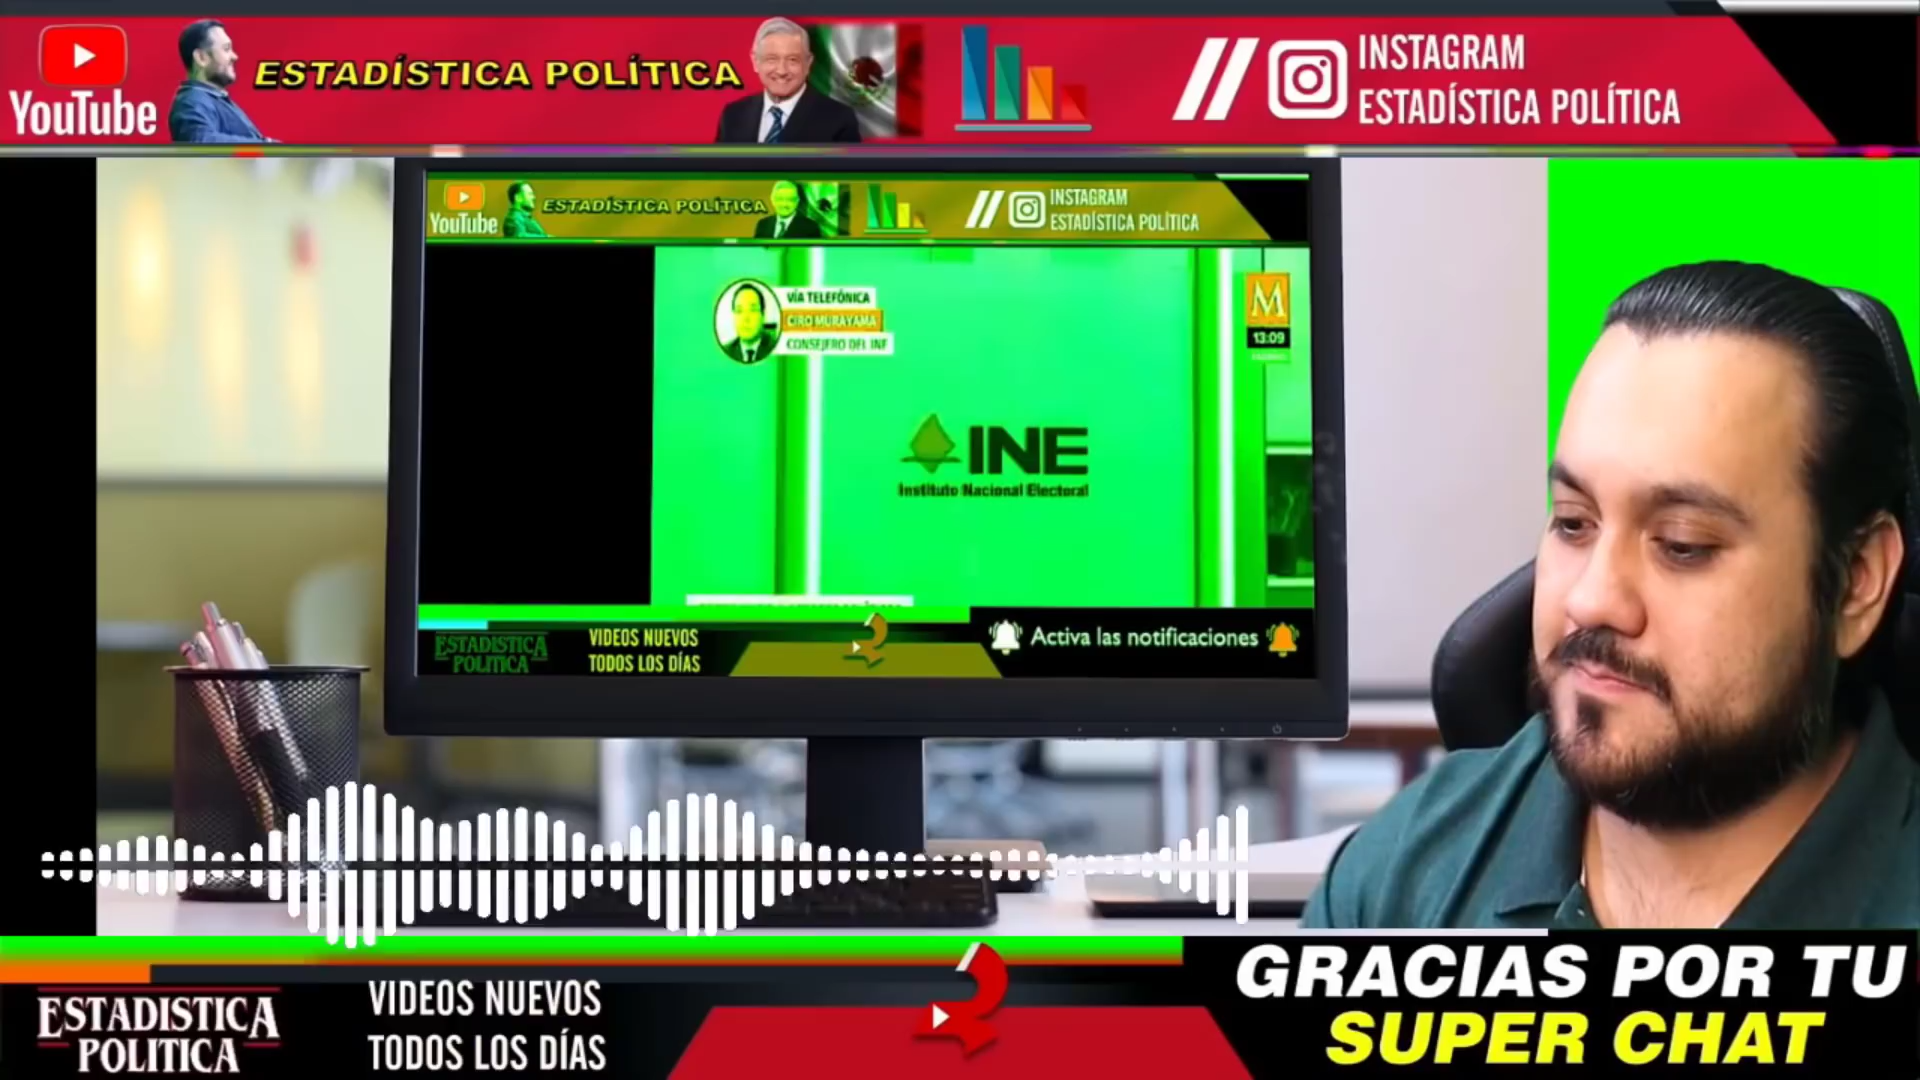 YouTube
ESTADÍSTICA POLÍTICA
INSTAGRAM
ESTADÍSTICA POLÍTICA
YouTube
ESTADÍSTICA POLÍTICA
INSTAGRAM
ESTADÍSTICA POLÍTICA
VÍA TELEFÓNICA
CIRO MURAYAMA
CONSEJERO DEL INE
M
13:09
INE
Instituto Nacional Electoral
ESTADISTICA
POLITICA
VIDEOS NUEVOS
TODOS LOS DÍAS
Activa las notificaciones
ESTADISTICA
POLITICA
VIDEOS NUEVOS
TODOS LOS DÍAS
GRACIAS POR TU
SUPER CHAT